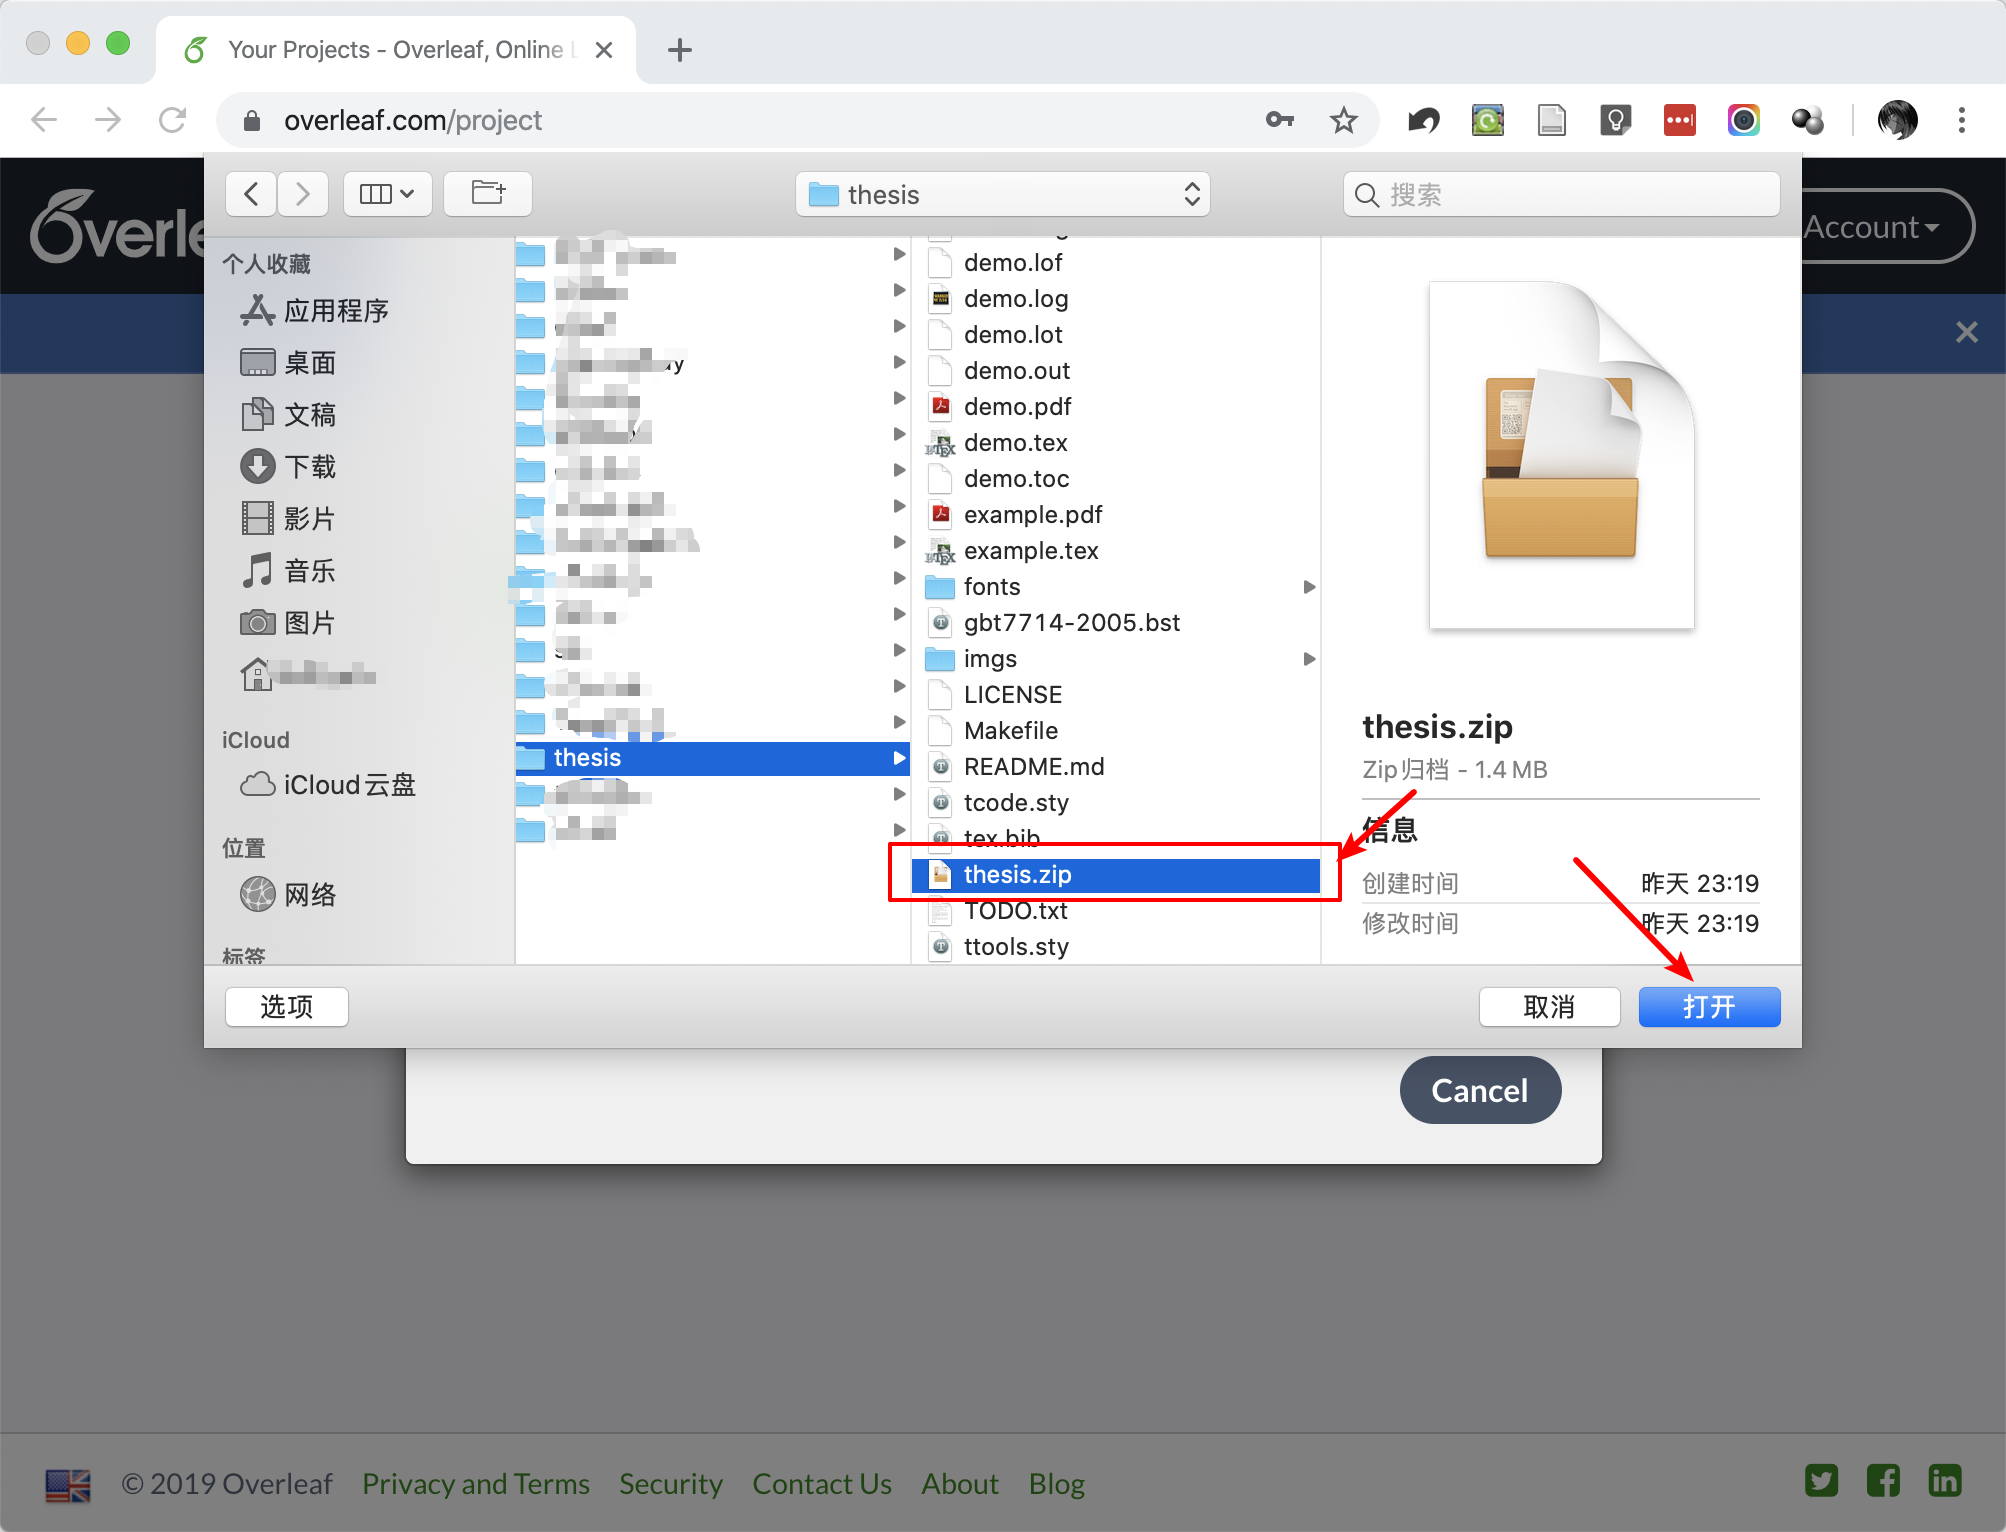 Your Projects - Overleaf, Online
overleaf.com/project
thesis
搜索
Account
个人收藏
应用程序
桌面
文稿
下载
影片
音乐
图片
iCloud
iCloud云盘
位置
网络
标签
thesis
demo.lof
demo.log
demo.lot
demo.out
demo.pdf
demo.tex
demo.toc
example.pdf
example.tex
fonts
gbt7714-2005.bst
imgs
LICENSE
Makefile
README.md
tcode.sty
tex.bib
thesis.zip
TODO.txt
ttools.sty
thesis.zip
Zip归档 - 1.4 MB
信息
创建时间 昨天 23:19
修改时间 昨天 23:19
选项
取消
打开
Cancel
© 2019 Overleaf
Privacy and Terms
Security
Contact Us
About
Blog